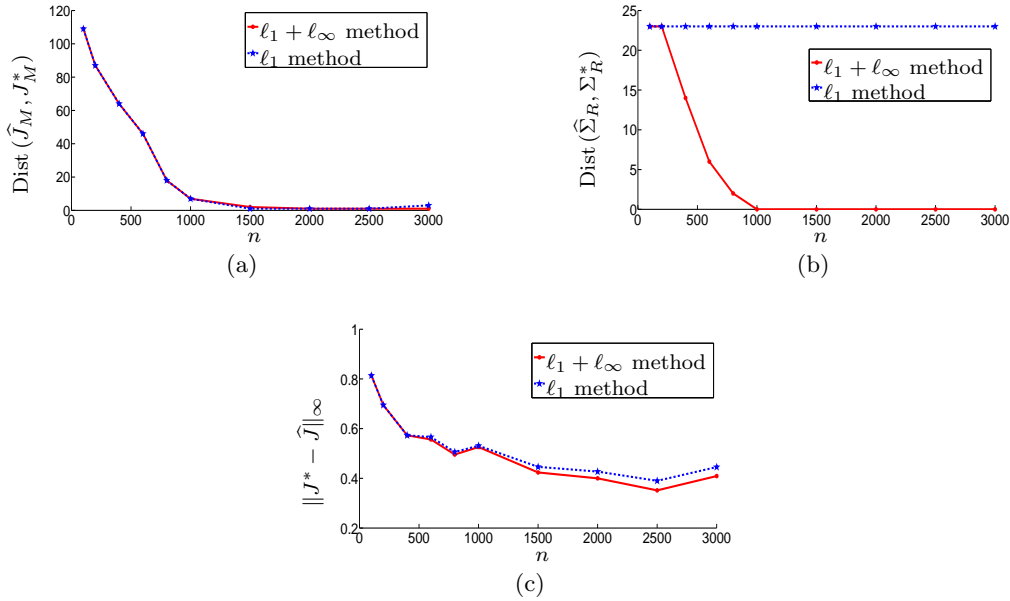 120
100
80
60
40
20
0
Dist (Ĵ_M, J*_M)
ℓ₁ + ℓ∞ method
ℓ₁ method
500 1000 1500 2000 2500 3000
n
(a)
25
20
15
10
5
0
Dist (Σ̂_R, Σ*_R)
ℓ₁ + ℓ∞ method
ℓ₁ method
0 500 1000 1500 2000 2500 3000
n
(b)
1
0.8
0.6
0.4
0.2
‖J* − Ĵ‖∞
ℓ₁ + ℓ∞ method
ℓ₁ method
0 500 1000 1500 2000 2500 3000
n
(c)